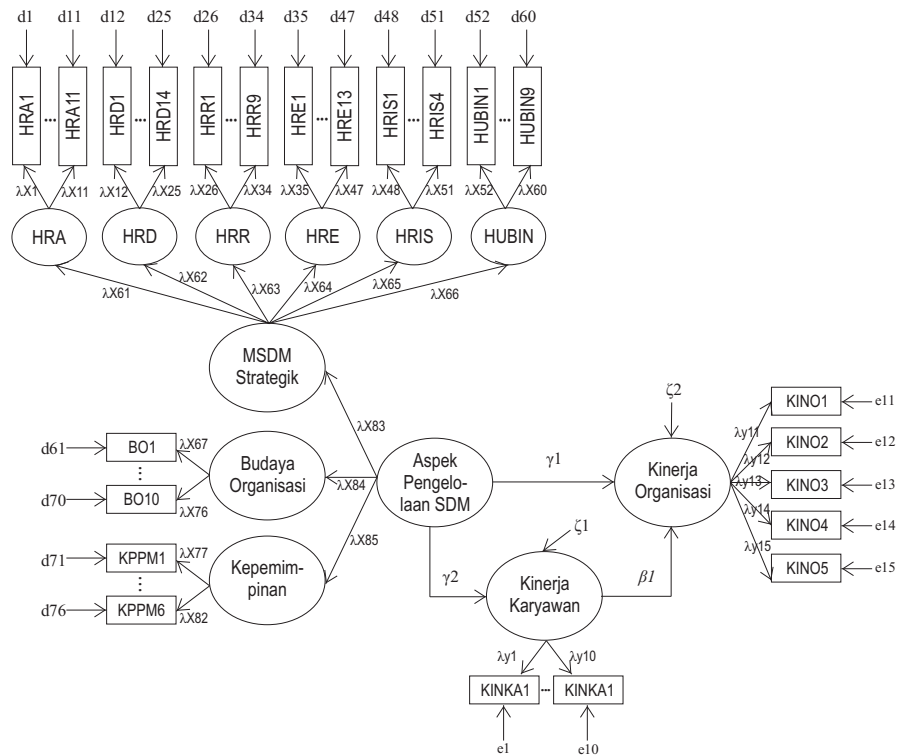 d1 d11 d12 d25 d26 d34 d35 d47 d48 d51 d52 d60
HRA1 ... HRA11 HRD1 ... HRD14 HRR1 ... HRR9 HRE1 ... HRE13 HRIS1 ... HRIS4 HUBIN1 ... HUBIN9
λX1 λX11 λX12 λX25 λX26 λX34 λX35 λX47 λX48 λX51 λX52 λX60
HRA HRD HRR HRE HRIS HUBIN
λX61 λX62 λX63 λX64 λX65 λX66
MSDM
Strategik
λX83
d61 BO1 λX67
...
d70 BO10 λX76
Budaya
Organisasi
λX84
d71 KPPM1 λX77
...
d76 KPPM6 λX82
Kepemim-
pinan
λX85
Aspek
Pengelo-
laan SDM
γ1
γ2
ζ1
Kinerja
Karyawan
β1
λy1 λy10
KINKA1 ... KINKA1
e1 e10
ζ2
Kinerja
Organisasi
λy11 KINO1 e11
λy12 KINO2 e12
λy13 KINO3 e13
λy14 KINO4 e14
λy15 KINO5 e15